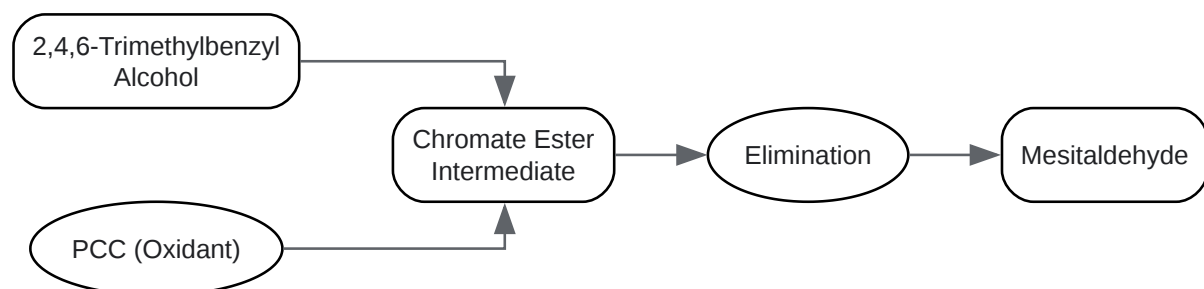 2,4,6-Trimethylbenzyl
Alcohol
Chromate Ester
Intermediate
Elimination
Mesitaldehyde
PCC (Oxidant)